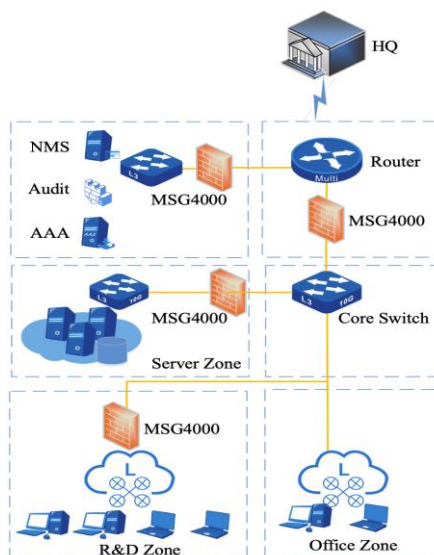 HQ
NMS
L3
Router
Multi
Audit
MSG4000
MSG4000
AAA
L3 10G
MSG4000
L3 10G
Core Switch
Server Zone
MSG4000
L
L
R&D Zone
Office Zone